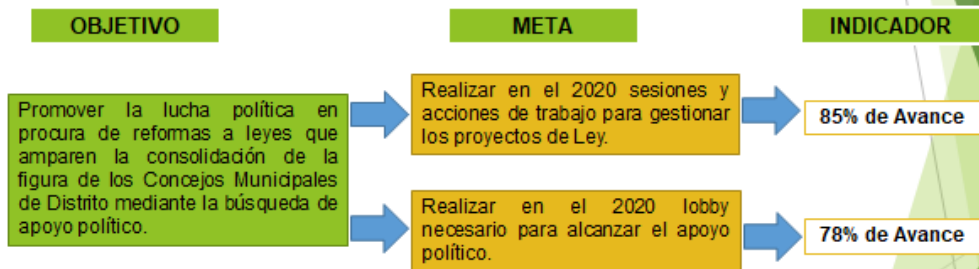 OBJETIVO
META
INDICADOR
Promover la lucha política en
procura de reformas a leyes que
amparen la consolidación de la
figura de los Concejos Municipales
de Distrito mediante la búsqueda de
apoyo político.
Realizar en el 2020 sesiones y
acciones de trabajo para gestionar
los proyectos de Ley.
85% de Avance
Realizar en el 2020 lobby
necesario para alcanzar el apoyo
político.
78% de Avance